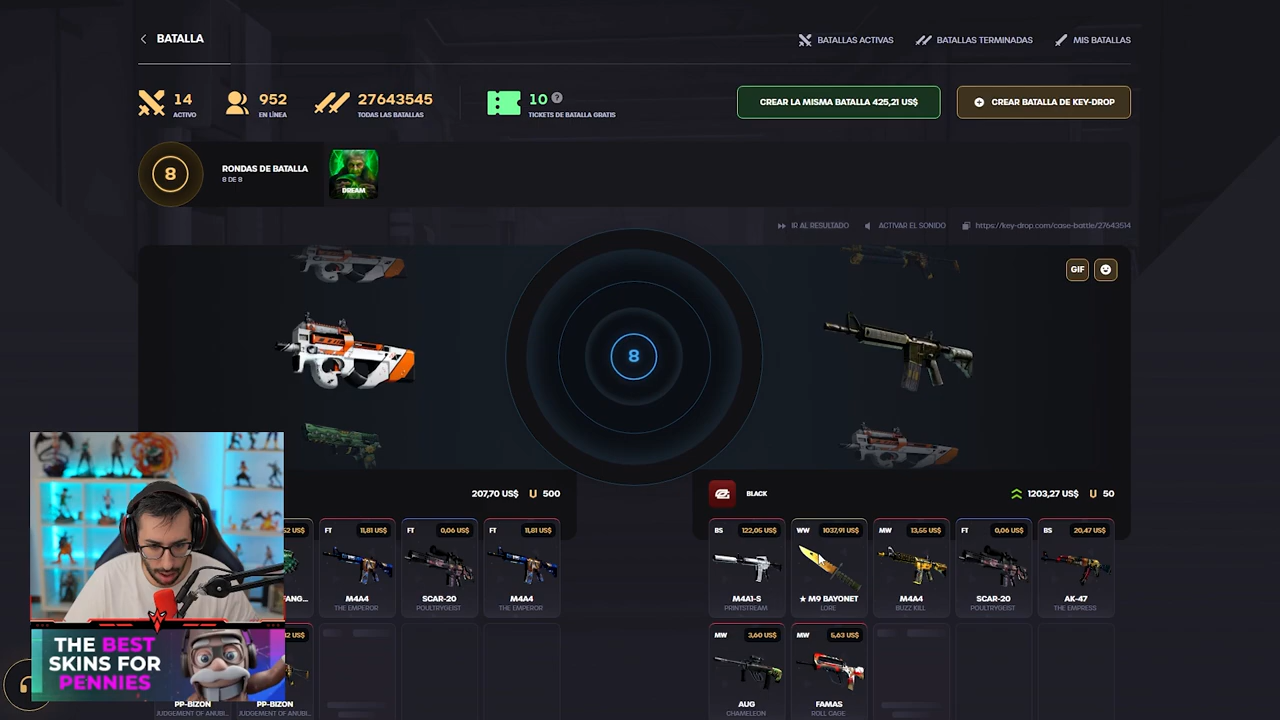 BATALLA
BATALLAS ACTIVAS
BATALLAS TERMINADAS
MIS BATALLAS
14
ACTIVO
952
EN LÍNEA
27643545
TODAS LAS BATALLAS
10 ?
TICKETS DE BATALLA GRATIS
CREAR LA MISMA BATALLA 425,21 US$
CREAR BATALLA DE KEY-DROP
8
RONDAS DE BATALLA
8 DE 8
DREAM
IR AL RESULTADO
ACTIVAR EL SONIDO
https://key-drop.com/case-battle/27643514
GIF
8
207,70 US$
500
BLACK
1203,27 US$
50
FT 11,81 US$
FT 0,06 US$
FT 11,81 US$
BS 122,05 US$
WW 1037,91 US$
MW 13,55 US$
FT 0,06 US$
BS 20,47 US$
M4A4
THE EMPEROR
SCAR-20
POULTRYGEIST
M4A4
THE EMPEROR
M4A1-S
PRINTSTREAM
★ M9 BAYONET
LORE
M4A4
BUZZ KILL
SCAR-20
POULTRYGEIST
AK-47
THE EMPRESS
MW 3,60 US$
MW 5,63 US$
THE BEST
SKINS FOR
PENNIES
PP-BIZON
JUDGEMENT OF ANUBI...
PP-BIZON
JUDGEMENT OF ANUBI...
AUG
CHAMELEON
FAMAS
ROLL CAGE